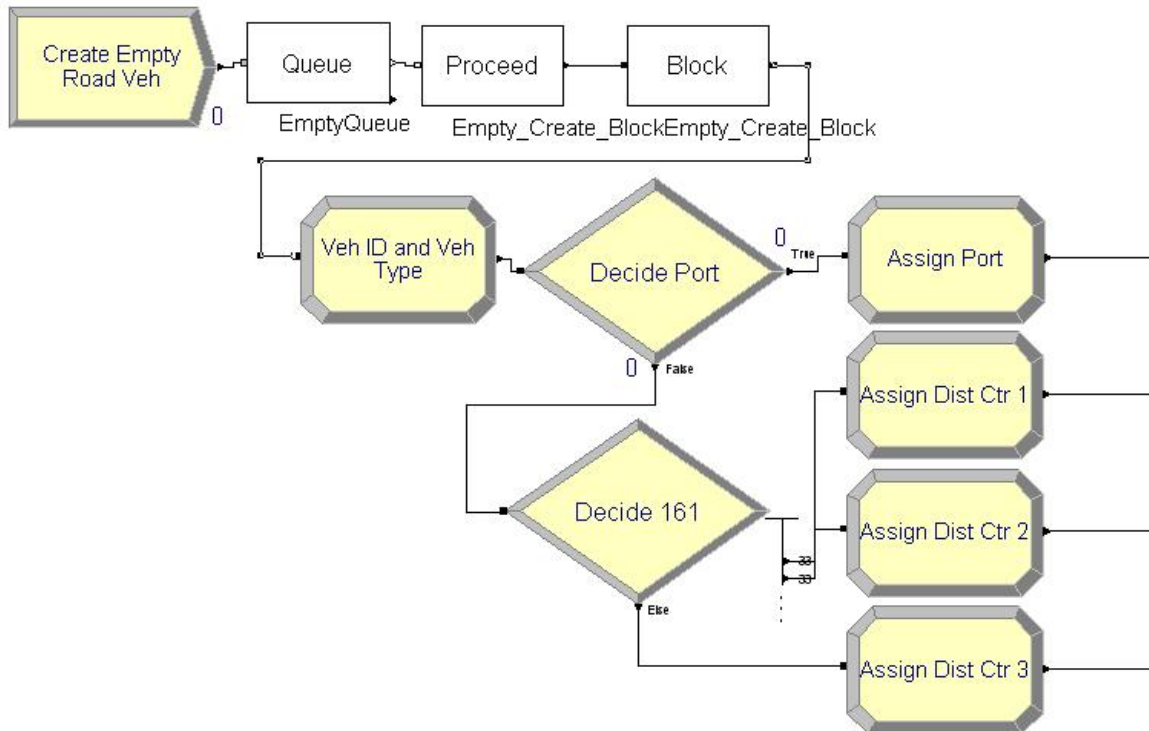 Create Empty
Road Veh
0
Queue
EmptyQueue
Proceed
Empty_Create_Block
Block
Empty_Create_Block
Veh ID and Veh
Type
Decide Port
0
True
0
False
Assign Port
Decide 161
33
33
Else
Assign Dist Ctr 1
Assign Dist Ctr 2
Assign Dist Ctr 3